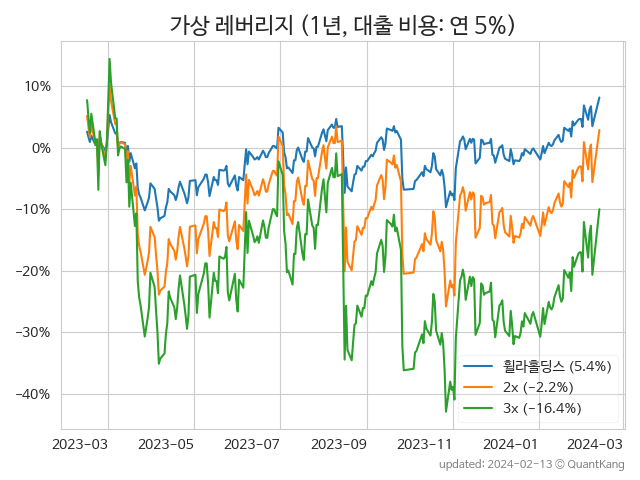 가상 레버리지 (1년, 대출 비용: 연 5%)
10%
0%
−10%
−20%
−30%
−40%
휠라홀딩스 (5.4%)
2x (−2.2%)
3x (−16.4%)
2023−03 2023−05 2023−07 2023−09 2023−11 2024−01 2024−03
updated: 2024-02-13 © QuantKang